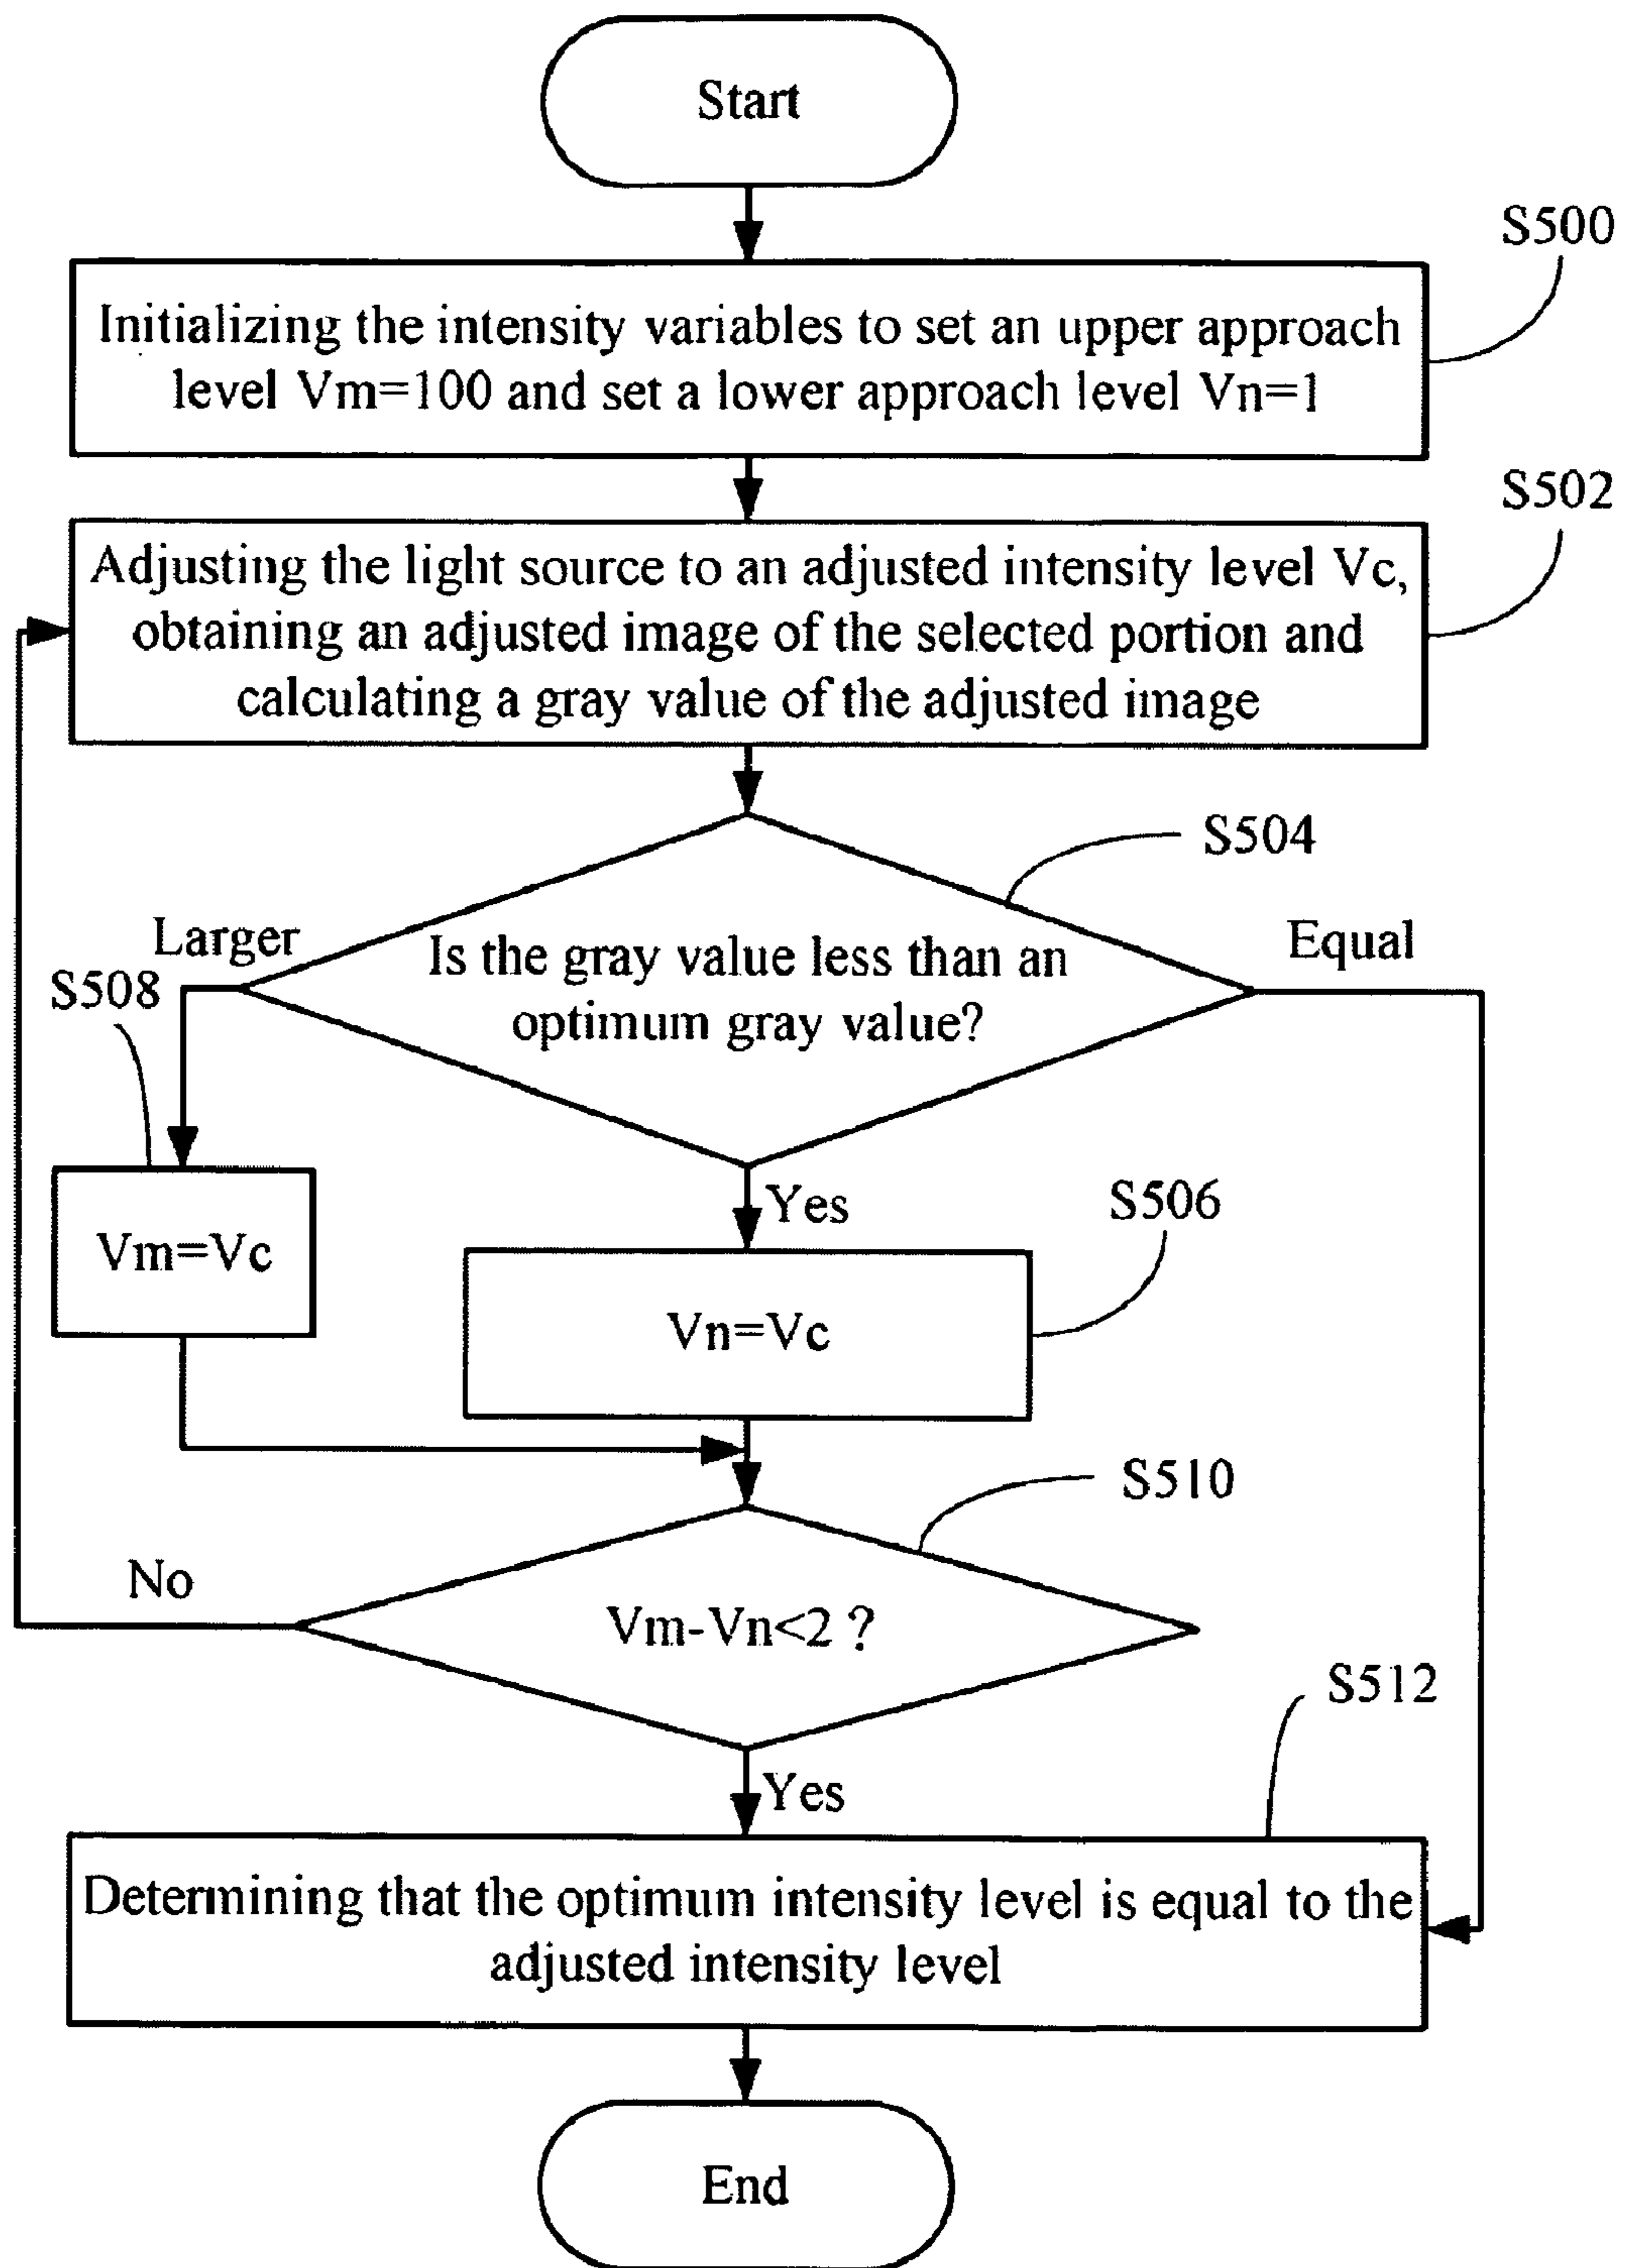 Start
S500
Initializing the intensity variables to set an upper approach
level Vm=100 and set a lower approach level Vn=1
S502
Adjusting the light source to an adjusted intensity level Vc,
obtaining an adjusted image of the selected portion and
calculating a gray value of the adjusted image
S504
Larger
Equal
Is the gray value less than an
optimum gray value?
S508
Yes
S506
Vm=Vc
Vn=Vc
S510
No
Vm-Vn<2 ?
S512
Yes
Determining that the optimum intensity level is equal to the
adjusted intensity level
End